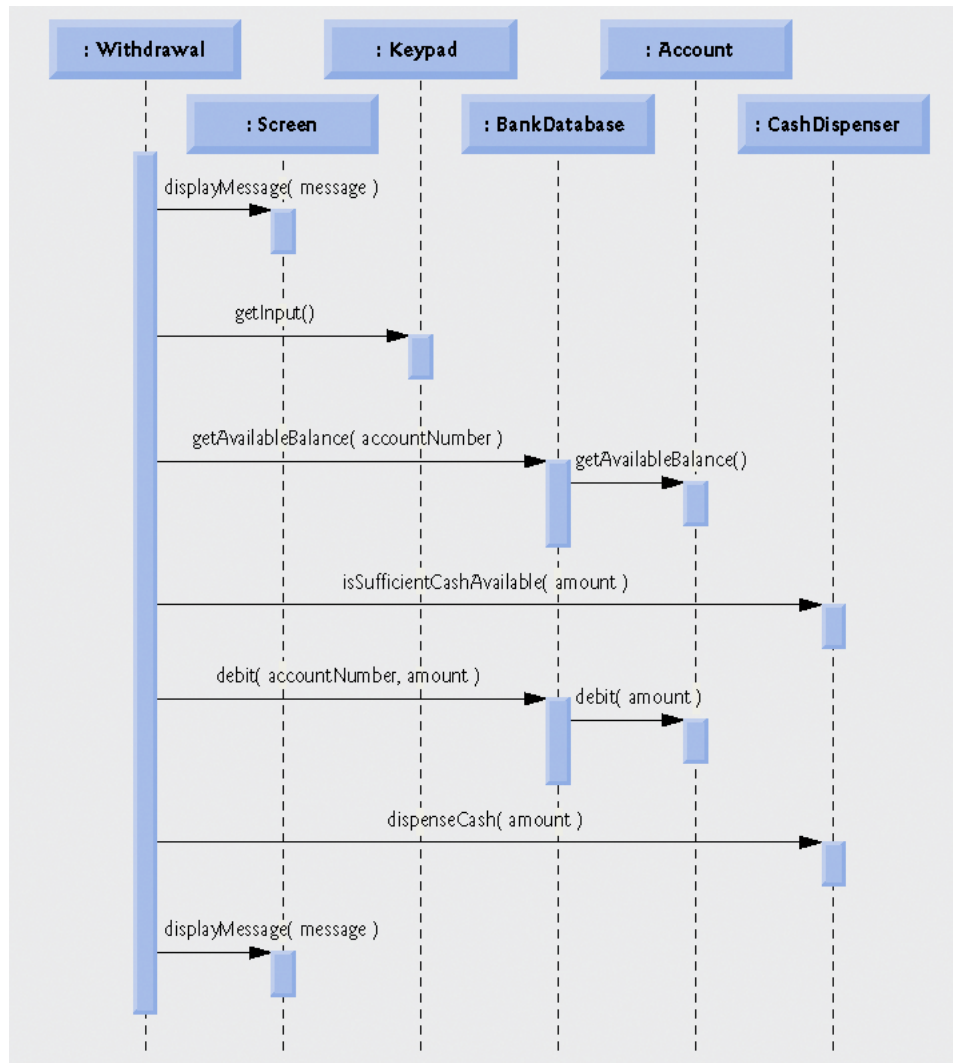 : Withdrawal
: Keypad
: Account
: Screen
: BankDatabase
: CashDispenser
displayMessage( message )
getInput()
getAvailableBalance( accountNumber )
getAvailableBalance()
isSufficientCashAvailable( amount )
debit( accountNumber, amount )
debit( amount )
dispenseCash( amount )
displayMessage( message )